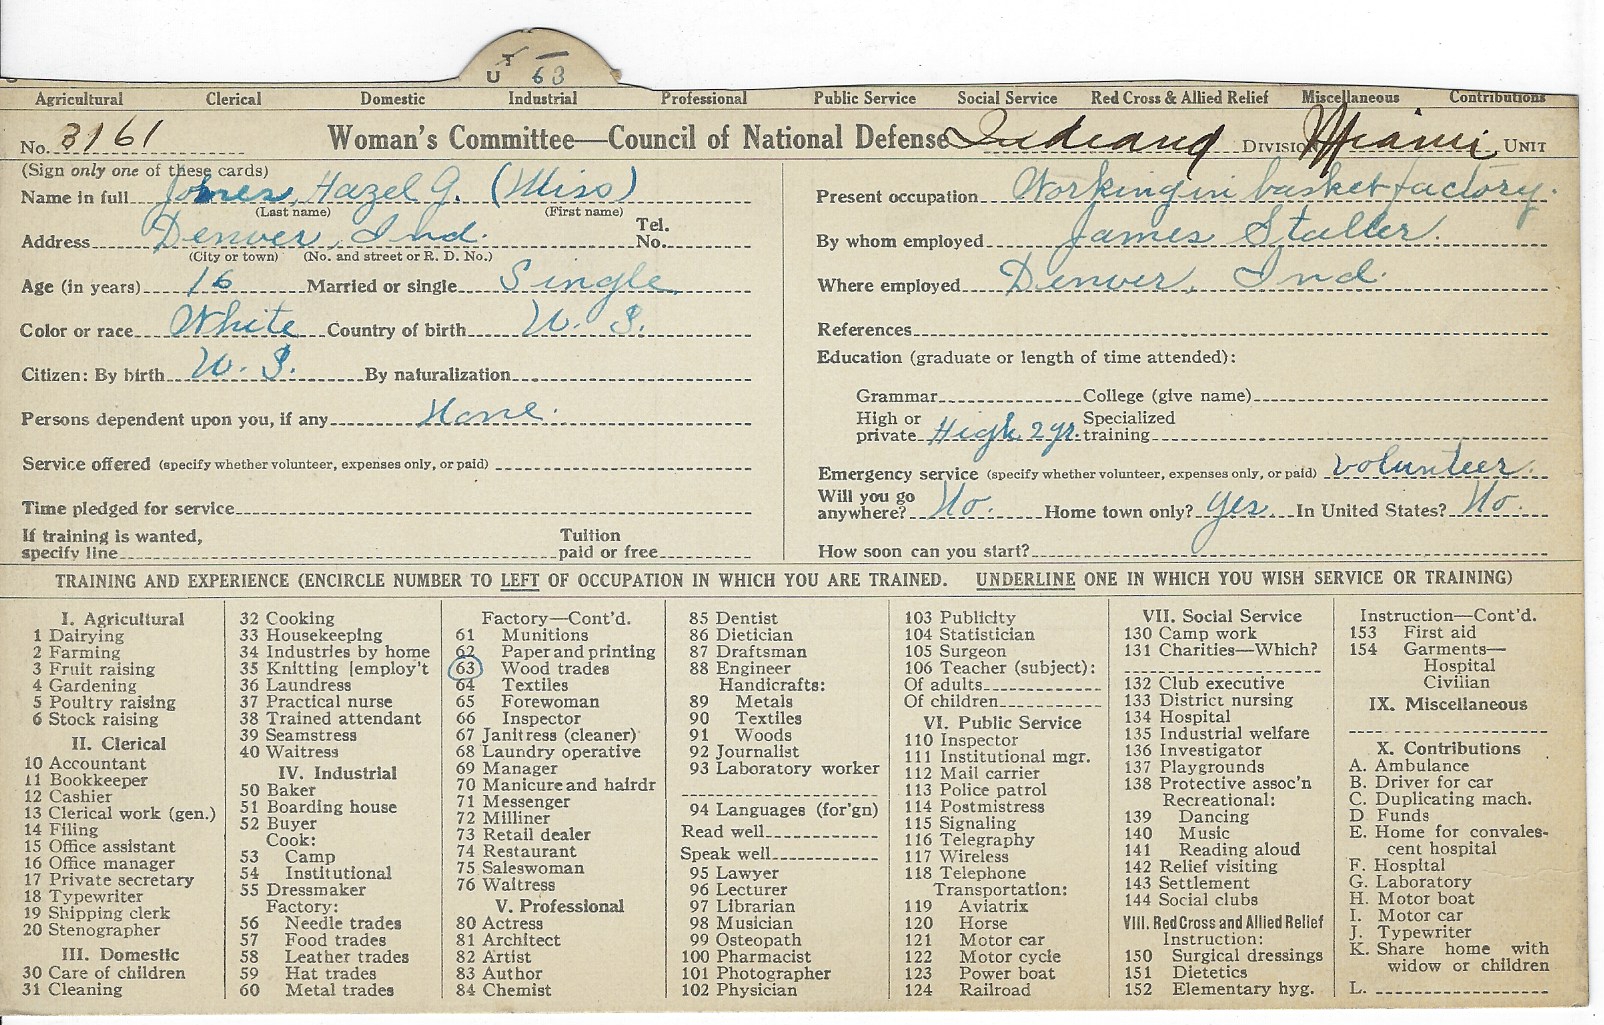 T
U 63
Agricultural Clerical Domestic Industrial Professional Public Service Social Service Red Cross & Allied Relief Miscellaneous Contributions
No. 3161 Woman's Committee—Council of National Defense Indiana Division Miami Unit
(Sign only one of these cards)
Name in full Jones, Hazel G. (Miss)
(Last name) (First name)
Address Denver, Ind. Tel. No.
(City or town) (No. and street or R. D. No.)
Age (in years) 16 Married or single Single
Color or race White Country of birth U. S.
Citizen: By birth U. S. By naturalization
Persons dependent upon you, if any None.
Service offered (specify whether volunteer, expenses only, or paid)
Time pledged for service
If training is wanted, specify line Tuition paid or free
Present occupation Working in basket factory.
By whom employed James Staller.
Where employed Denver, Ind.
References
Education (graduate or length of time attended):
Grammar College (give name)
High or private High 2 yr. Specialized training
Emergency service (specify whether volunteer, expenses only, or paid) volunteer.
Will you go anywhere? No. Home town only? yes In United States? No.
How soon can you start?
TRAINING AND EXPERIENCE (ENCIRCLE NUMBER TO LEFT OF OCCUPATION IN WHICH YOU ARE TRAINED. UNDERLINE ONE IN WHICH YOU WISH SERVICE OR TRAINING)
I. Agricultural
1 Dairying
2 Farming
3 Fruit raising
4 Gardening
5 Poultry raising
6 Stock raising
II. Clerical
10 Accountant
11 Bookkeeper
12 Cashier
13 Clerical work (gen.)
14 Filing
15 Office assistant
16 Office manager
17 Private secretary
18 Typewriter
19 Shipping clerk
20 Stenographer
III. Domestic
30 Care of children
31 Cleaning
32 Cooking
33 Housekeeping
34 Industries by home
35 Knitting [employ't
36 Laundress
37 Practical nurse
38 Trained attendant
39 Seamstress
40 Waitress
IV. Industrial
50 Baker
51 Boarding house
52 Buyer
Cook:
53 Camp
54 Institutional
55 Dressmaker
Factory:
56 Needle trades
57 Food trades
58 Leather trades
59 Hat trades
60 Metal trades
Factory—Cont'd.
61 Munitions
62 Paper and printing
63 Wood trades
64 Textiles
65 Forewoman
66 Inspector
67 Janitress (cleaner)
68 Laundry operative
69 Manager
70 Manicure and hairdr
71 Messenger
72 Milliner
73 Retail dealer
74 Restaurant
75 Saleswoman
76 Waitress
V. Professional
80 Actress
81 Architect
82 Artist
83 Author
84 Chemist
85 Dentist
86 Dietician
87 Draftsman
88 Engineer
Handicrafts:
89 Metals
90 Textiles
91 Woods
92 Journalist
93 Laboratory worker
94 Languages (for'gn)
Read well
Speak well
95 Lawyer
96 Lecturer
97 Librarian
98 Musician
99 Osteopath
100 Pharmacist
101 Photographer
102 Physician
103 Publicity
104 Statistician
105 Surgeon
106 Teacher (subject):
Of adults
Of children
VI. Public Service
110 Inspector
111 Institutional mgr.
112 Mail carrier
113 Police patrol
114 Postmistress
115 Signaling
116 Telegraphy
117 Wireless
118 Telephone
Transportation:
119 Aviatrix
120 Horse
121 Motor car
122 Motor cycle
123 Power boat
124 Railroad
VII. Social Service
130 Camp work
131 Charities—Which?
132 Club executive
133 District nursing
134 Hospital
135 Industrial welfare
136 Investigator
137 Playgrounds
138 Protective assoc'n
Recreational:
139 Dancing
140 Music
141 Reading aloud
142 Relief visiting
143 Settlement
144 Social clubs
VIII. Red Cross and Allied Relief
Instruction:
150 Surgical dressings
151 Dietetics
152 Elementary hyg.
Instruction—Cont'd.
153 First aid
154 Garments—
Hospital
Civilian
IX. Miscellaneous
X. Contributions
A. Ambulance
B. Driver for car
C. Duplicating mach.
D Funds
E. Home for convales-
cent hospital
F. Hospital
G. Laboratory
H. Motor boat
I. Motor car
J. Typewriter
K. Share home with
widow or children
L.